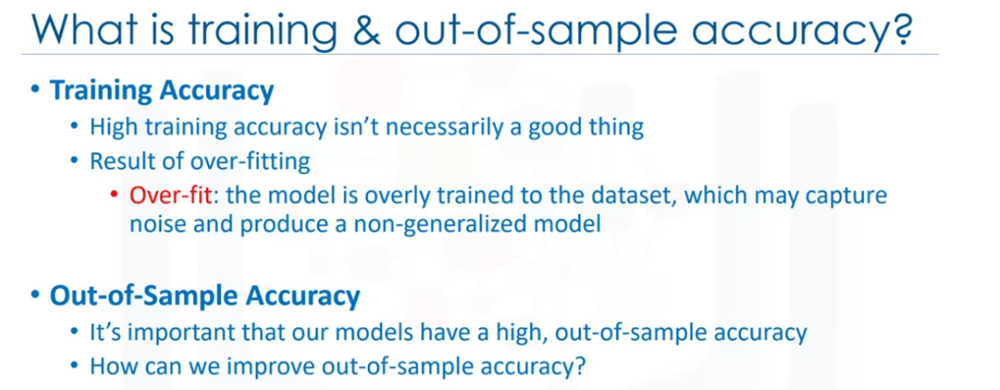 What is training & out-of-sample accuracy?
• Training Accuracy
• High training accuracy isn't necessarily a good thing
• Result of over-fitting
• Over-fit: the model is overly trained to the dataset, which may capture
noise and produce a non-generalized model
• Out-of-Sample Accuracy
• It's important that our models have a high, out-of-sample accuracy
• How can we improve out-of-sample accuracy?